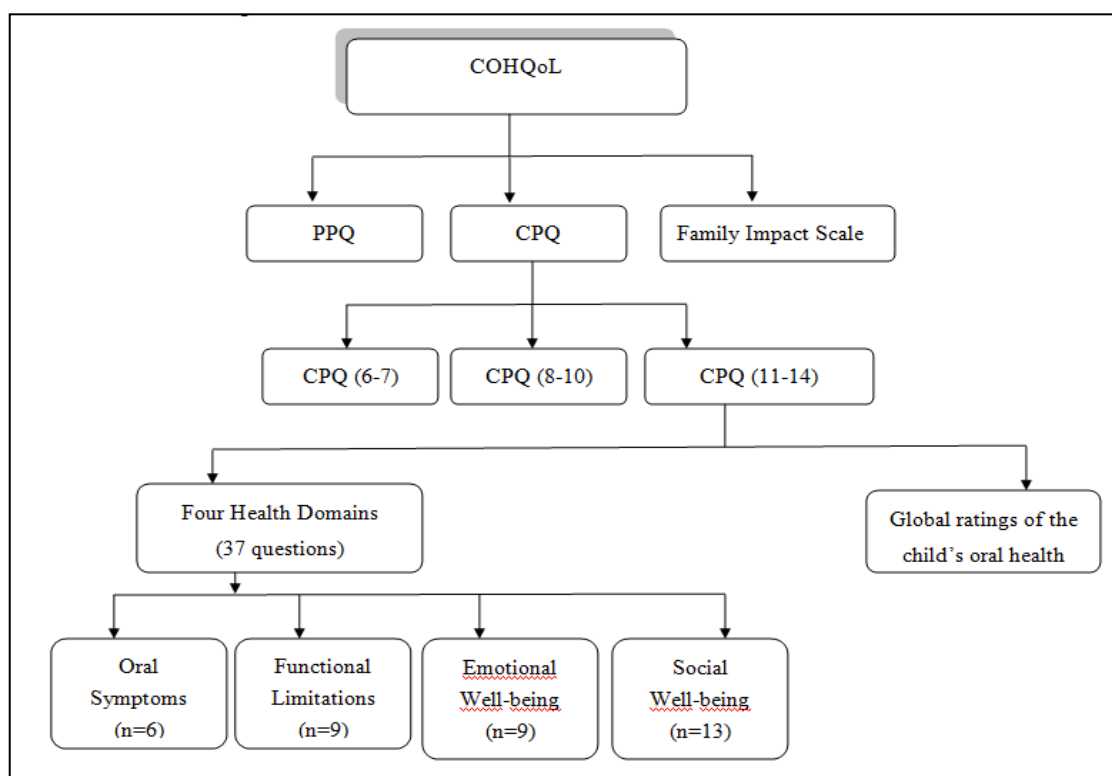 COHQoL
PPQ
CPQ
Family Impact Scale
CPQ (6-7)
CPQ (8-10)
CPQ (11-14)
Four Health Domains
(37 questions)
Global ratings of the
child’s oral health
Oral
Symptoms
(n=6)
Functional
Limitations
(n=9)
Emotional
Well-being
(n=9)
Social
Well-being
(n=13)